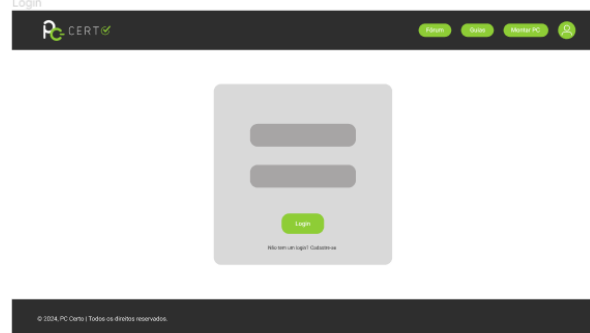 Login
PC CERTO
Fórum
Guias
Montar PC
Login
Não tem um login? Cadastre-se
© 2024, PC Certo | Todos os direitos reservados.